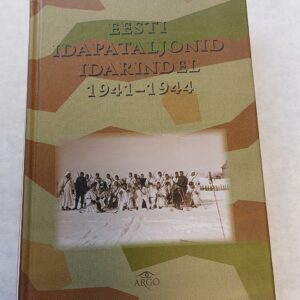 EESTI
IDAPATALJONID
IDARINDEL
1941–1944
ARGO